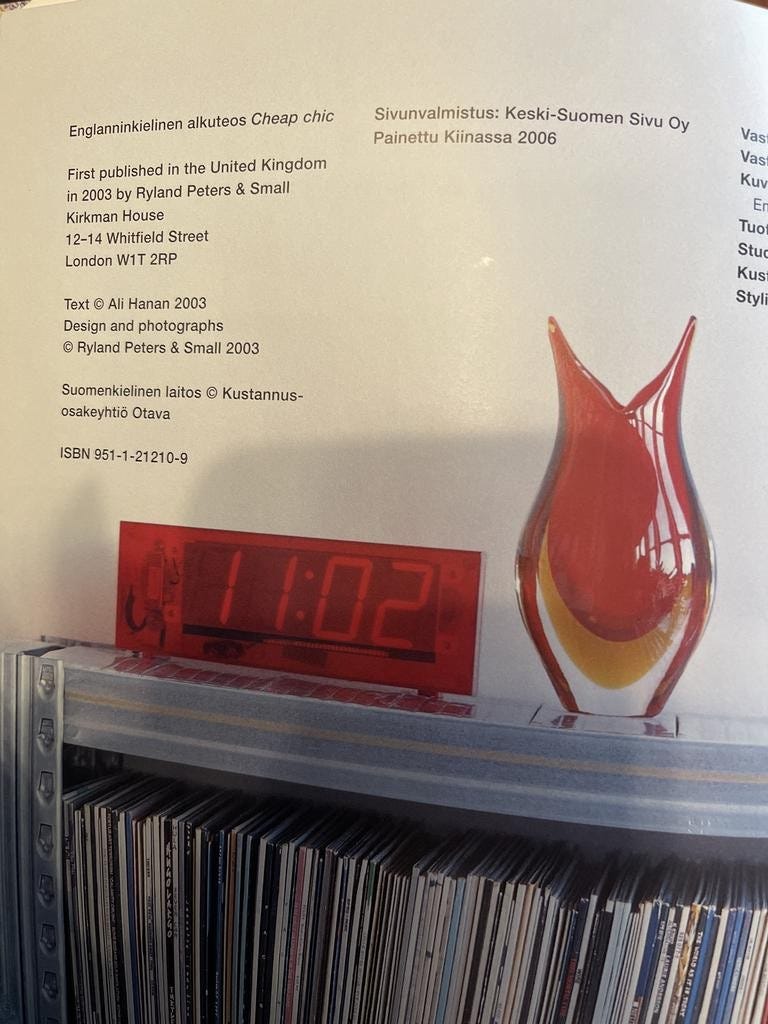 Englanninkielinen alkuteos Cheap chic
First published in the United Kingdom
in 2003 by Ryland Peters & Small
Kirkman House
12–14 Whitfield Street
London W1T 2RP
Text © Ali Hanan 2003
Design and photographs
© Ryland Peters & Small 2003
Suomenkielinen laitos © Kustannus-
osakeyhtiö Otava
ISBN 951-1-21210-9
Sivunvalmistus: Keski-Suomen Sivu Oy
Painettu Kiinassa 2006
11:02